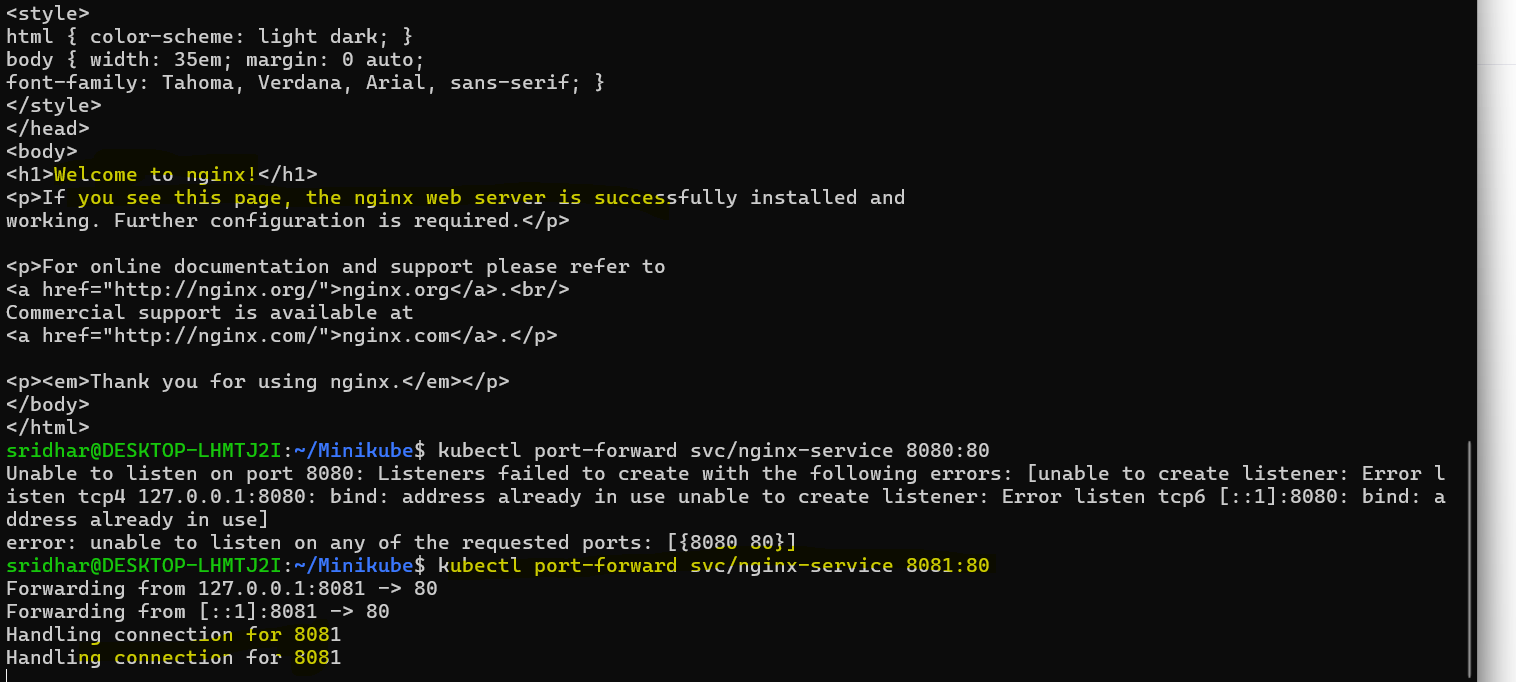 <style>
html { color-scheme: light dark; }
body { width: 35em; margin: 0 auto;
font-family: Tahoma, Verdana, Arial, sans-serif; }
</style>
</head>
<body>
<h1>Welcome to nginx!</h1>
<p>If you see this page, the nginx web server is successfully installed and
working. Further configuration is required.</p>

<p>For online documentation and support please refer to
<a href="http://nginx.org/">nginx.org</a>.<br/>
Commercial support is available at
<a href="http://nginx.com/">nginx.com</a>.</p>

<p><em>Thank you for using nginx.</em></p>
</body>
</html>
sridhar@DESKTOP-LHMTJ2I:~/Minikube$ kubectl port-forward svc/nginx-service 8080:80
Unable to listen on port 8080: Listeners failed to create with the following errors: [unable to create listener: Error l
isten tcp4 127.0.0.1:8080: bind: address already in use unable to create listener: Error listen tcp6 [::1]:8080: bind: a
ddress already in use]
error: unable to listen on any of the requested ports: [{8080 80}]
sridhar@DESKTOP-LHMTJ2I:~/Minikube$ kubectl port-forward svc/nginx-service 8081:80
Forwarding from 127.0.0.1:8081 -> 80
Forwarding from [::1]:8081 -> 80
Handling connection for 8081
Handling connection for 8081